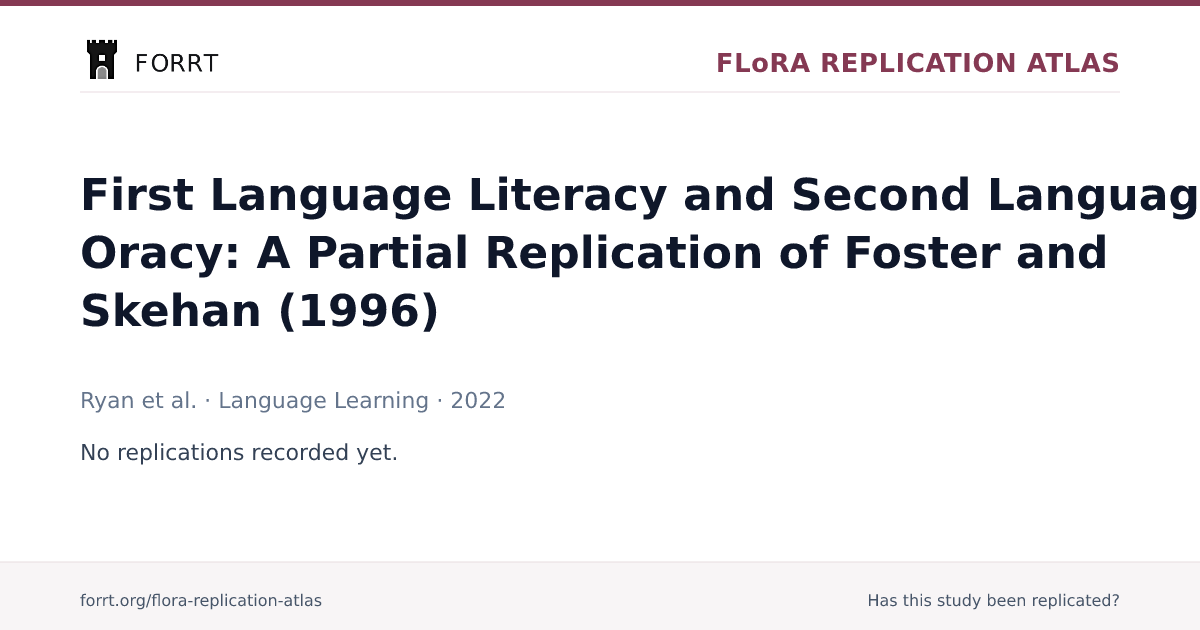 FORRT
FLoRA REPLICATION ATLAS
First Language Literacy and Second Languag
Oracy: A Partial Replication of Foster and
Skehan (1996)
Ryan et al. · Language Learning · 2022
No replications recorded yet.
forrt.org/flora-replication-atlas
Has this study been replicated?